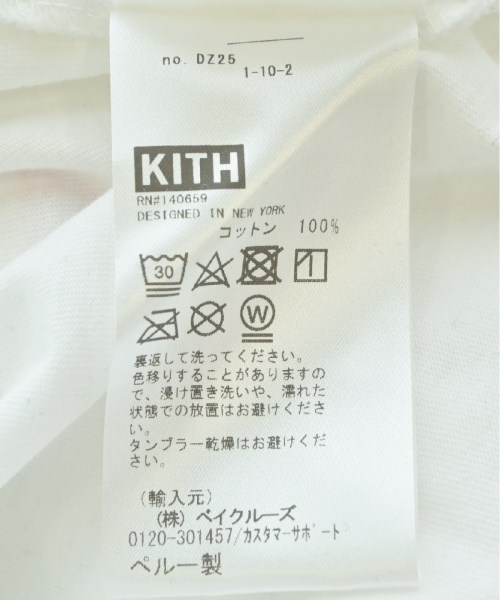 no. DZ25
1-10-2
KITH
RN#140659
DESIGNED IN NEW YORK
コットン 100%
30
W
裏返して洗ってください。
色移りすることがありますの
で、浸け置き洗いや、濡れた
状態での放置はお避けくださ
い。
タンブラー乾燥はお避けくだ
さい。
(輸入元)
(株) ベイクルーズ
0120-301457/カスタマーサポート
ペルー製